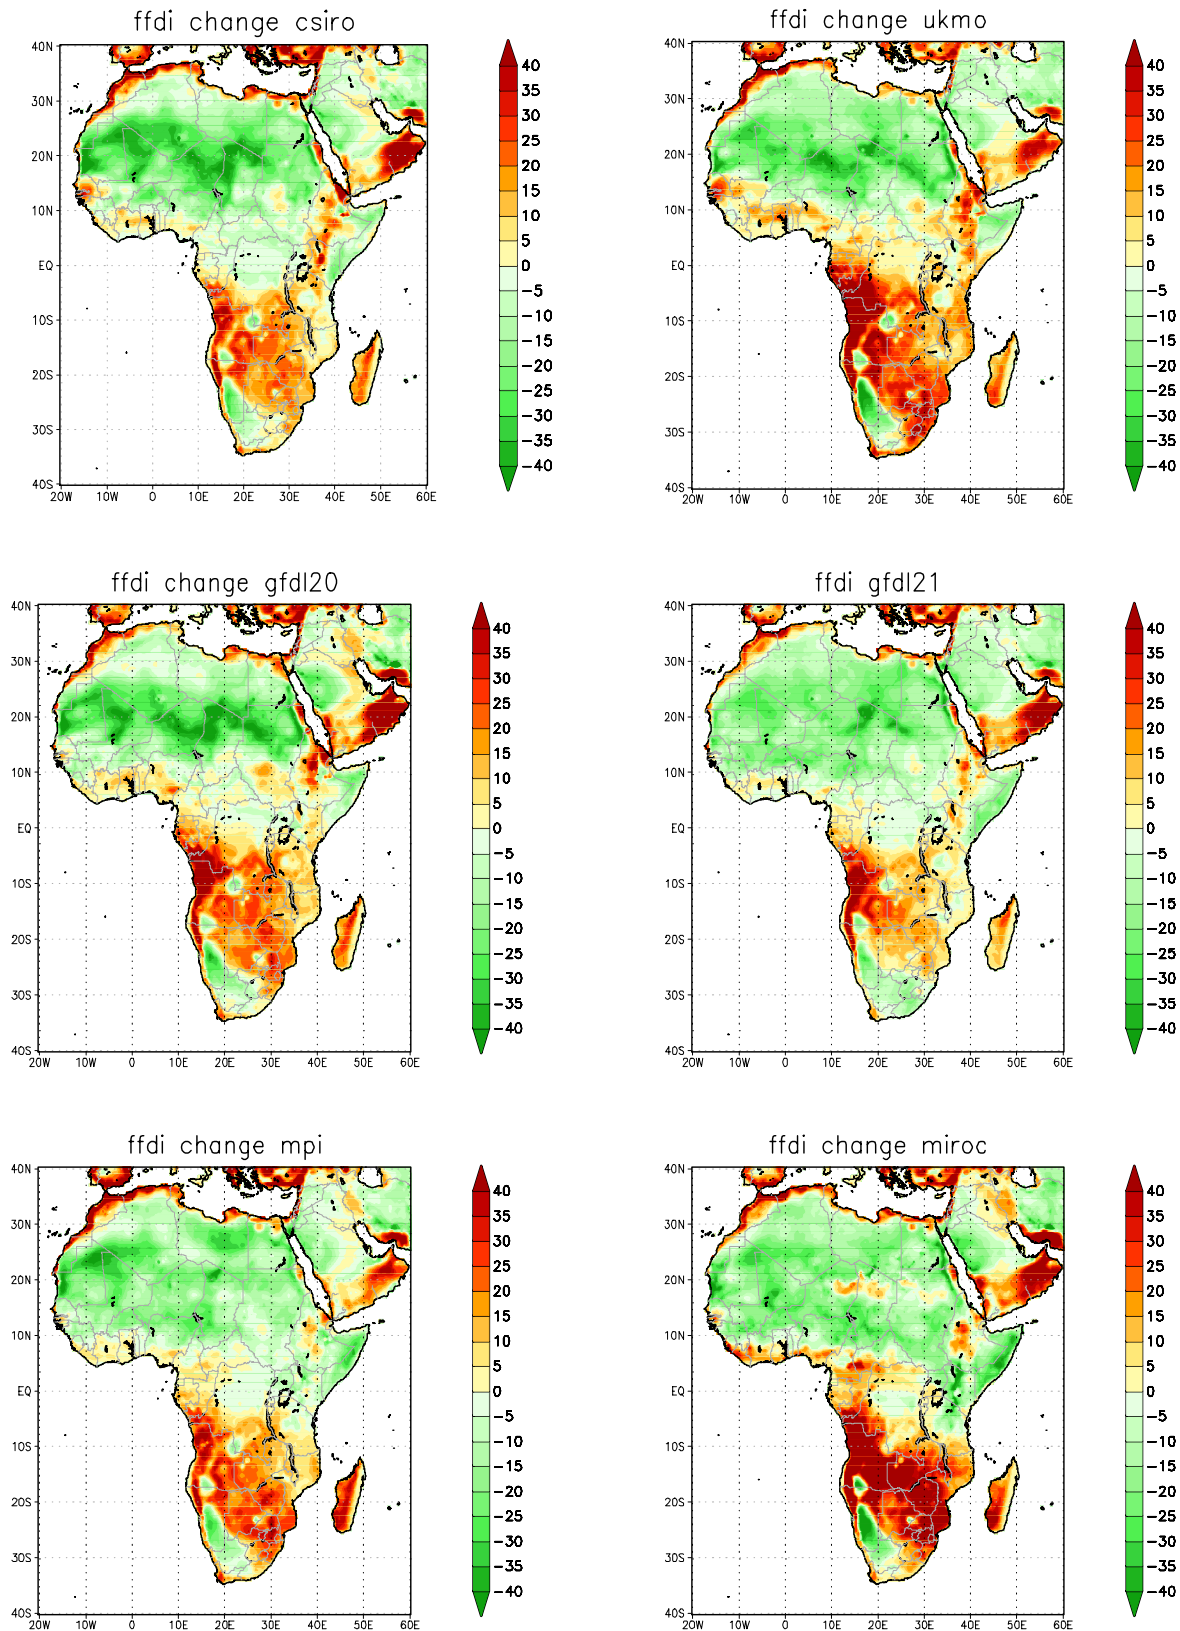 ffdi change csiro
40N
30N
20N
10N
EQ
10S
20S
30S
40S
20W 10W 0 10E 20E 30E 40E 50E 60E
40
35
30
25
20
15
10
5
0
-5
-10
-15
-20
-25
-30
-35
-40
ffdi change ukmo
40N
30N
20N
10N
EQ
10S
20S
30S
40S
20W 10W 0 10E 20E 30E 40E 50E 60E
40
35
30
25
20
15
10
5
0
-5
-10
-15
-20
-25
-30
-35
-40
ffdi change gfdl20
40N
30N
20N
10N
EQ
10S
20S
30S
40S
20W 10W 0 10E 20E 30E 40E 50E 60E
40
35
30
25
20
15
10
5
0
-5
-10
-15
-20
-25
-30
-35
-40
ffdi gfdl21
40N
30N
20N
10N
EQ
10S
20S
30S
40S
20W 10W 0 10E 20E 30E 40E 50E 60E
40
35
30
25
20
15
10
5
0
-5
-10
-15
-20
-25
-30
-35
-40
ffdi change mpi
40N
30N
20N
10N
EQ
10S
20S
30S
40S
20W 10W 0 10E 20E 30E 40E 50E 60E
40
35
30
25
20
15
10
5
0
-5
-10
-15
-20
-25
-30
-35
-40
ffdi change miroc
40N
30N
20N
10N
EQ
10S
20S
30S
40S
20W 10W 0 10E 20E 30E 40E 50E 60E
40
35
30
25
20
15
10
5
0
-5
-10
-15
-20
-25
-30
-35
-40